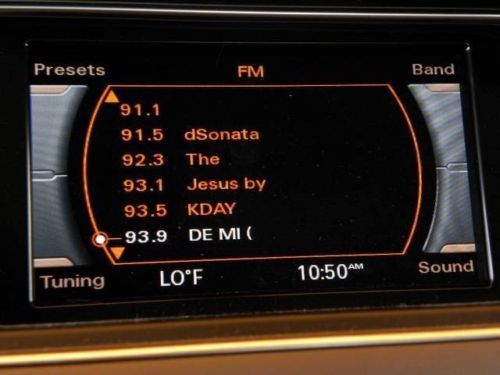 Presets FM Band
91.1
91.5 dSonata
92.3 The
93.1 Jesus by
93.5 KDAY
93.9 DE MI (
Tuning Sound
LO°F 10:50AM